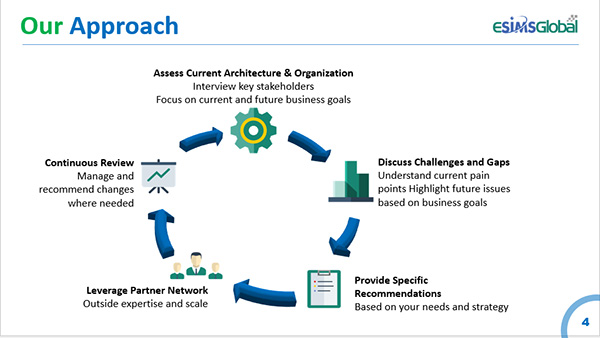 Our Approach
ESIMSGlobal
Assess Current Architecture & Organization
Interview key stakeholders
Focus on current and future business goals
Discuss Challenges and Gaps
Understand current pain
points Highlight future issues
based on business goals
Provide Specific
Recommendations
Based on your needs and strategy
Leverage Partner Network
Outside expertise and scale
Continuous Review
Manage and
recommend changes
where needed
4